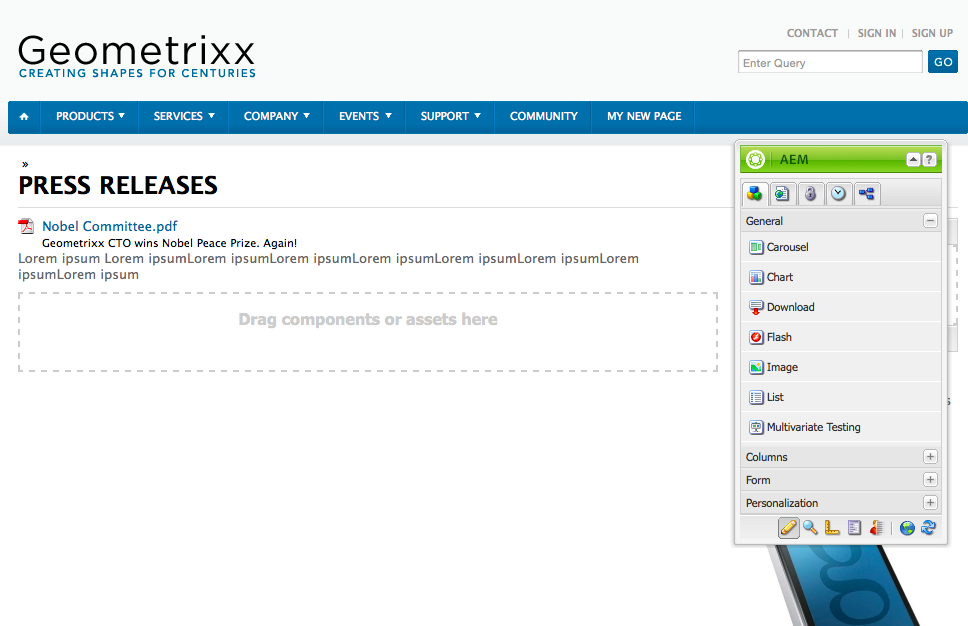 Geometrixx
CREATING SHAPES FOR CENTURIES
CONTACT | SIGN IN | SIGN UP
Enter Query GO
PRODUCTS SERVICES COMPANY EVENTS SUPPORT COMMUNITY MY NEW PAGE
»
PRESS RELEASES
Nobel Committee.pdf
Geometrixx CTO wins Nobel Peace Prize. Again!
Lorem ipsum Lorem ipsumLorem ipsumLorem ipsumLorem ipsumLorem ipsumLorem ipsumLorem
ipsumLorem ipsum
Drag components or assets here
AEM ?
General
Carousel
Chart
Download
Flash
Image
List
Multivariate Testing
Columns
Form
Personalization
g